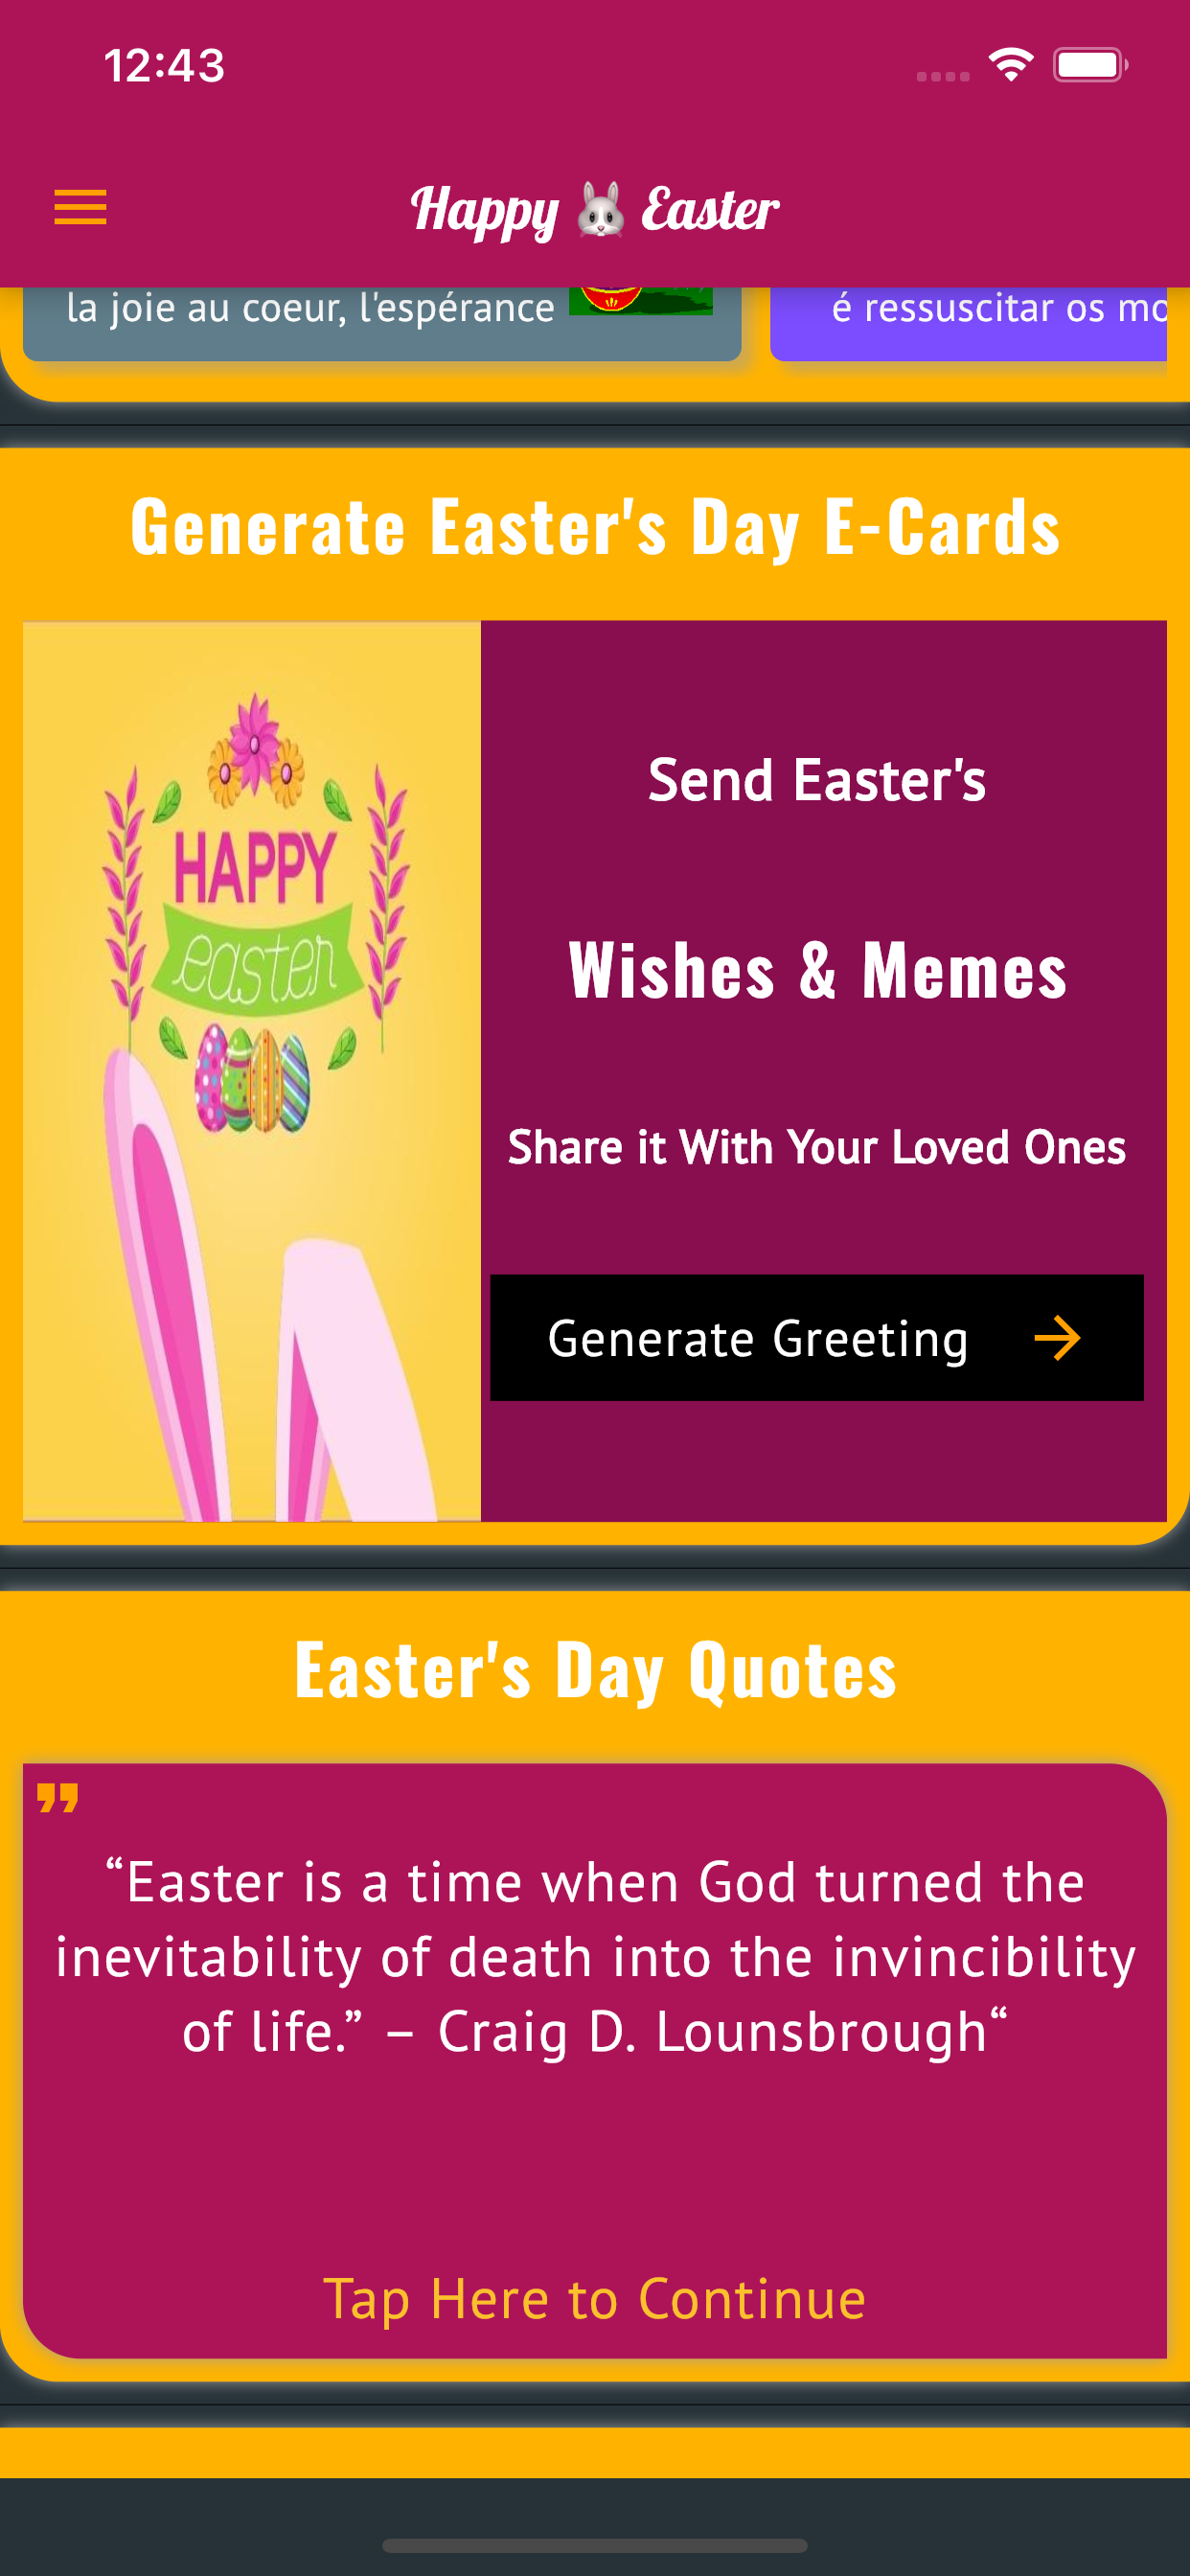 12:43
Happy 🐰 Easter
la joie au coeur, l'espérance
é ressuscitar os mo
Generate Easter's Day E-Cards
HAPPY
easter
Send Easter's
Wishes & Memes
Share it With Your Loved Ones
Generate Greeting
Easter's Day Quotes
“Easter is a time when God turned the
inevitability of death into the invincibility
of life.” – Craig D. Lounsbrough“
Tap Here to Continue